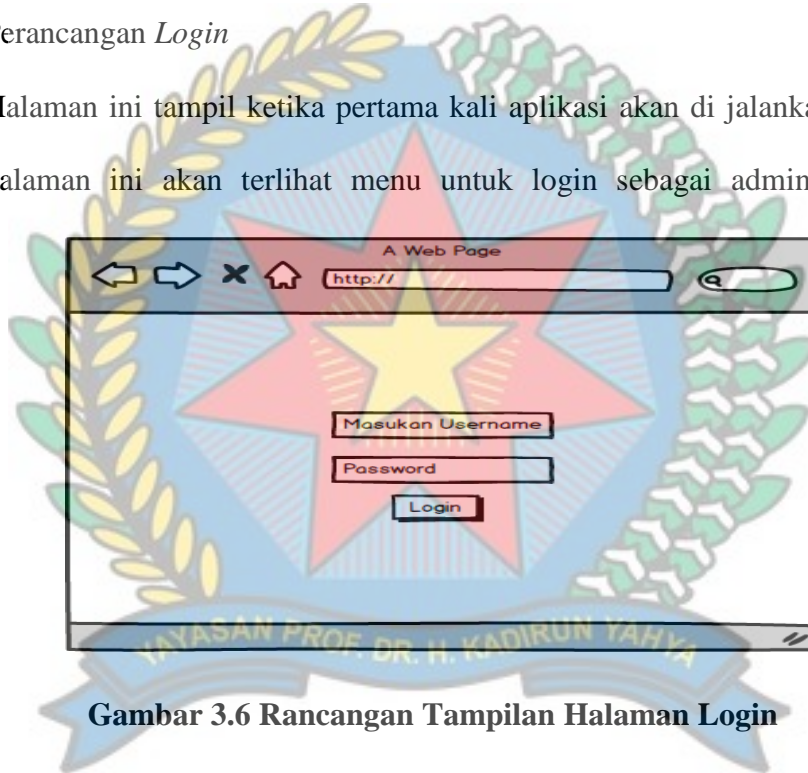 erancangan Login
alaman ini tampil ketika pertama kali aplikasi akan di jalanka
alaman ini akan terlihat menu untuk login sebagai admin
A Web Page
http://
Masukan Username
Password
Login
YAYASAN PROF. DR. H. KADIRUN YAHYA
Gambar 3.6 Rancangan Tampilan Halaman Login